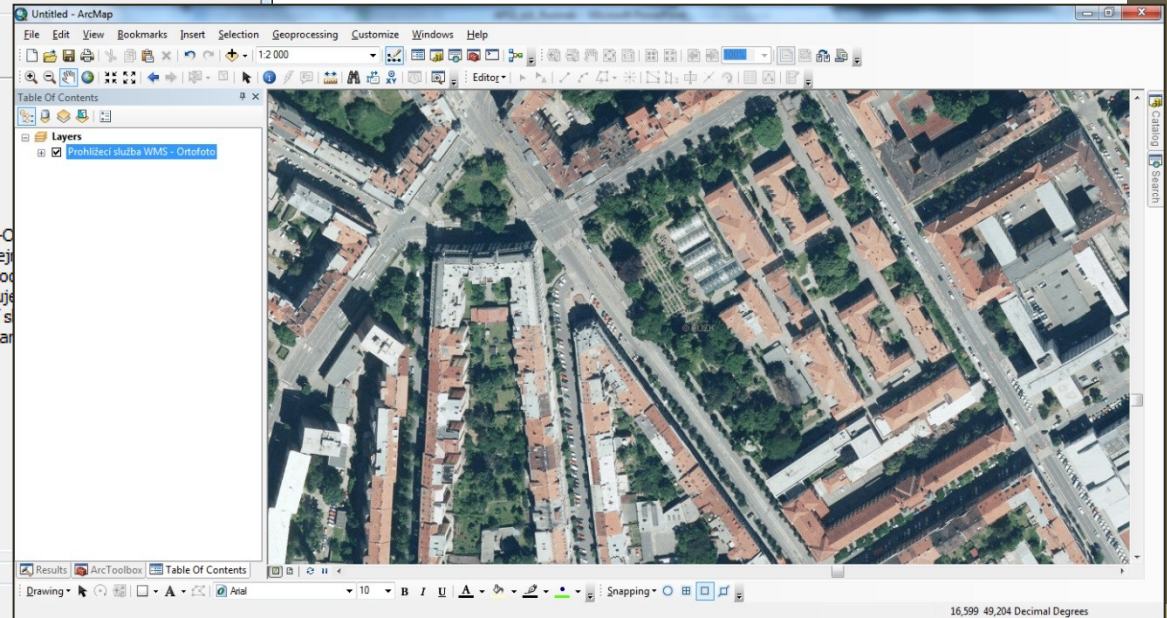 Untitled - ArcMap
File Edit View Bookmarks Insert Selection Geoprocessing Customize Windows Help
1:2 000
100%
Editor
Table Of Contents
Layers
Prohlížecí služba WMS - Ortofoto
Catalog
Search
© ČÚZK
Results ArcToolbox Table Of Contents
Drawing A Arial 10 B I U A Snapping
16,599 49,204 Decimal Degrees